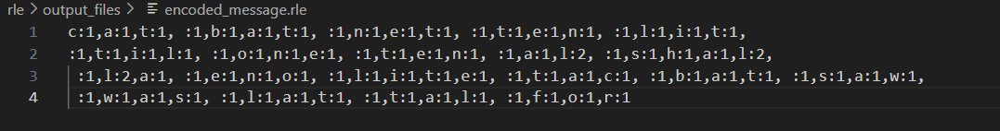 rle > output_files > encoded_message.rle
1 c:1,a:1,t:1, :1,b:1,a:1,t:1, :1,n:1,e:1,t:1, :1,t:1,e:1,n:1, :1,l:1,i:1,t:1,
2 :1,t:1,i:1,l:1, :1,o:1,n:1,e:1, :1,t:1,e:1,n:1, :1,a:1,l:2, :1,s:1,h:1,a:1,l:2,
3 :1,l:2,a:1, :1,e:1,n:1,o:1, :1,l:1,i:1,t:1,e:1, :1,t:1,a:1,c:1, :1,b:1,a:1,t:1, :1,s:1,a:1,w:1,
4 :1,w:1,a:1,s:1, :1,l:1,a:1,t:1, :1,t:1,a:1,l:1, :1,f:1,o:1,r:1